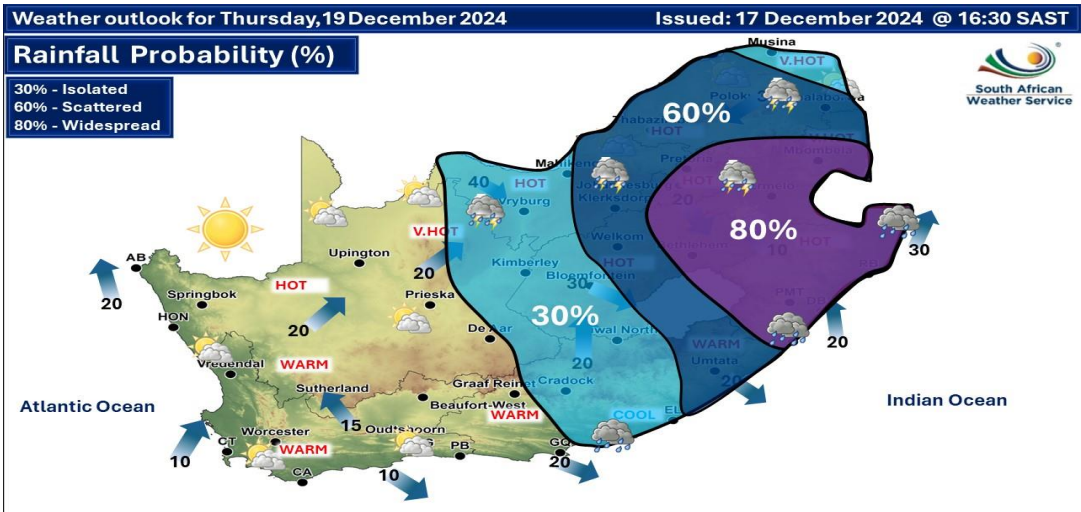 Weather outlook for Thursday,19 December 2024
Issued: 17 December 2024 @ 16:30 SAST
Rainfall Probability (%)
30% - Isolated
60% - Scattered
80% - Widespread
South African
Weather Service
Musina
V.HOT
60%
HOT
Mbombela
40
HOT
Vryburg
Klerksdorp
20
80%
HOT
10
30
V.HOT
20
Welkom
Kimberley
HOT
Bloemfontein
30
30%
20
AB
20
Upington
HOT
Springbok
HON
20
Prieska
De Aar
PMT
20
WARM
Umtata
20
Vredendal
WARM
Sutherland
15
Graaf Reinet
Beaufort-West
WARM
Cradock
COOL
EL
Atlantic Ocean
Indian Ocean
10
CT
Worcester
WARM
CA
Oudtshoorn
PB
10
20